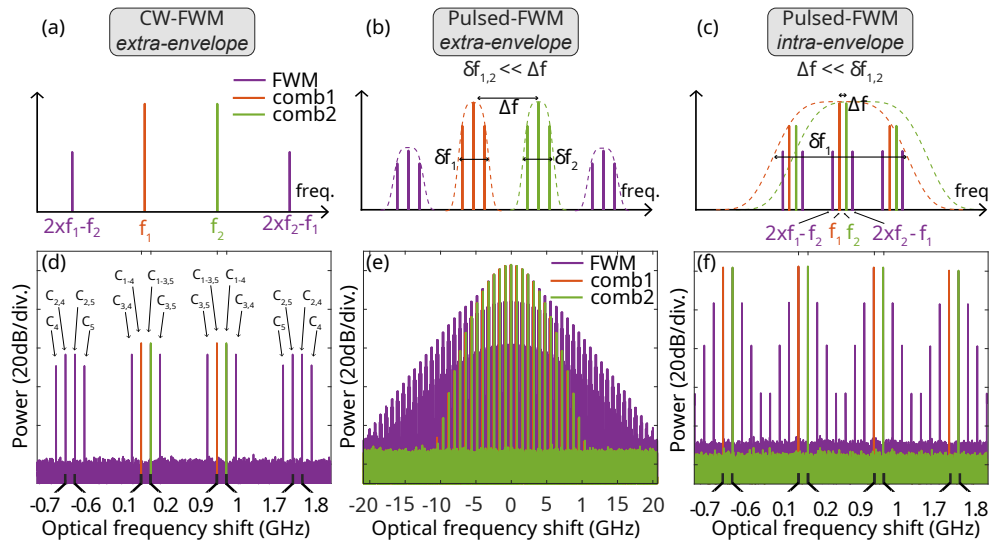 (a)
CW-FWM
extra-envelope
FWM
comb1
comb2
freq.
2xf₁-f₂
f₁
f₂
2xf₂-f₁
(b)
Pulsed-FWM
extra-envelope
δf₁,₂ << Δf
Δf
δf₁
δf₂
freq.
(c)
Pulsed-FWM
intra-envelope
Δf << δf₁,₂
Δf
δf₁
freq.
2xf₁-f₂
f₁
f₂
2xf₂-f₁
(d)
C₁₋₄
C₁₋₃,₅
C₁₋₃,₅
C₁₋₄
C₂,₄
C₂,₅
C₃,₄
C₃,₅
C₃,₅
C₃,₄
C₂,₅
C₂,₄
C₄
C₅
C₅
C₄
Power (20dB/div.)
-0.7
-0.6
0.1
0.2
0.9
1
1.7
1.8
Optical frequency shift (GHz)
(e)
FWM
comb1
comb2
Power (20dB/div.)
-20
-15
-10
-5
0
5
10
15
20
Optical frequency shift (GHz)
(f)
Power (20dB/div.)
-0.7
-0.6
0.1
0.2
0.9
1
1.7
1.8
Optical frequency shift (GHz)